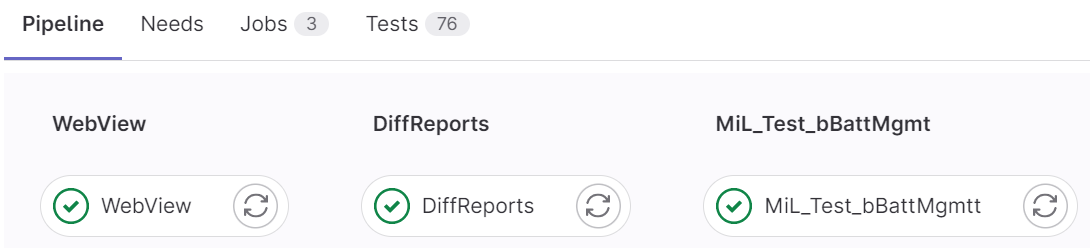 Pipeline Needs Jobs 3 Tests 76
WebView DiffReports MiL_Test_bBattMgmt
WebView DiffReports MiL_Test_bBattMgmtt